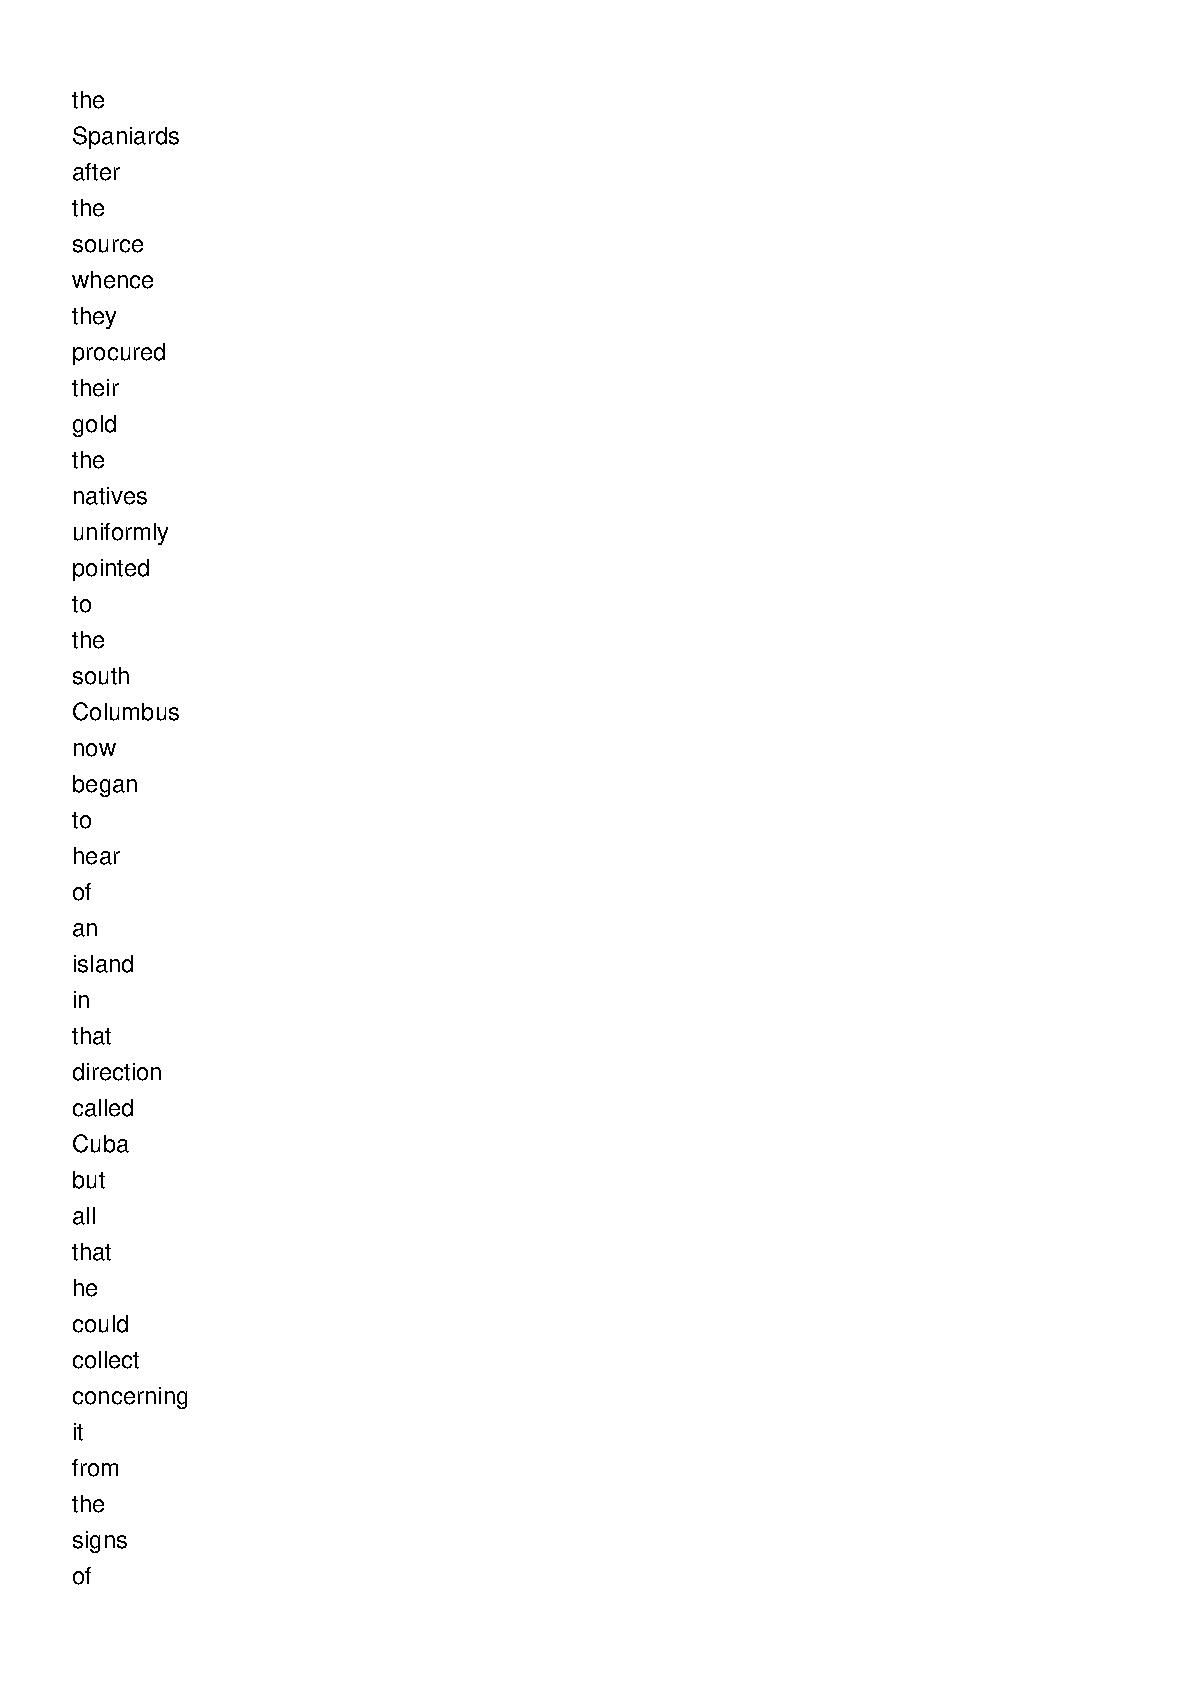 the
Spaniards
after
the
source
whence
they
procured
their
gold
the
natives
uniformly
pointed
to
the
south
Columbus
now
began
to
hear
of
an
island
in
that
direction
called
Cuba
but
all
that
he
could
collect
concerning
it
from
the
signs
of